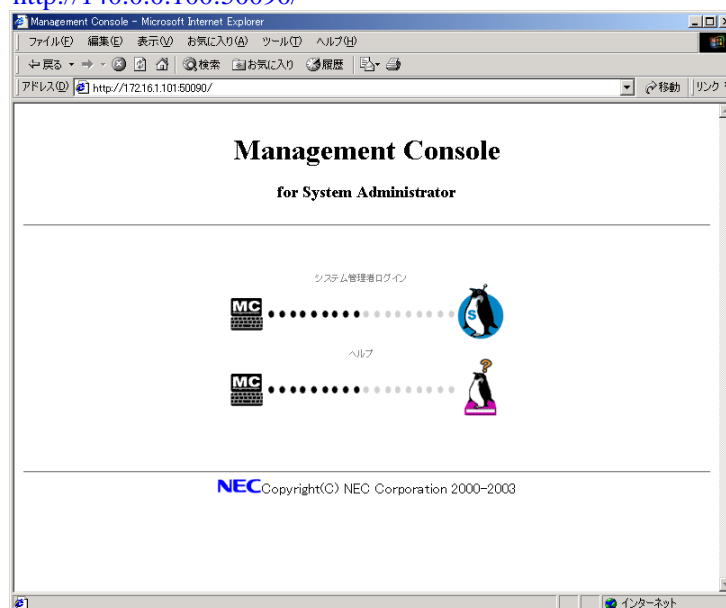 Management Console - Microsoft Internet Explorer
ファイル(F) 編集(E) 表示(V) お気に入り(A) ツール(T) ヘルプ(H)
戻る 検索 お気に入り 履歴
アドレス(D) http://172.16.1.101:50090/ 移動 リンク
Management Console
for System Administrator
システム管理者ログイン
MC S
ヘルプ
MC ?
NECCopyright(C) NEC Corporation 2000-2003
インターネット